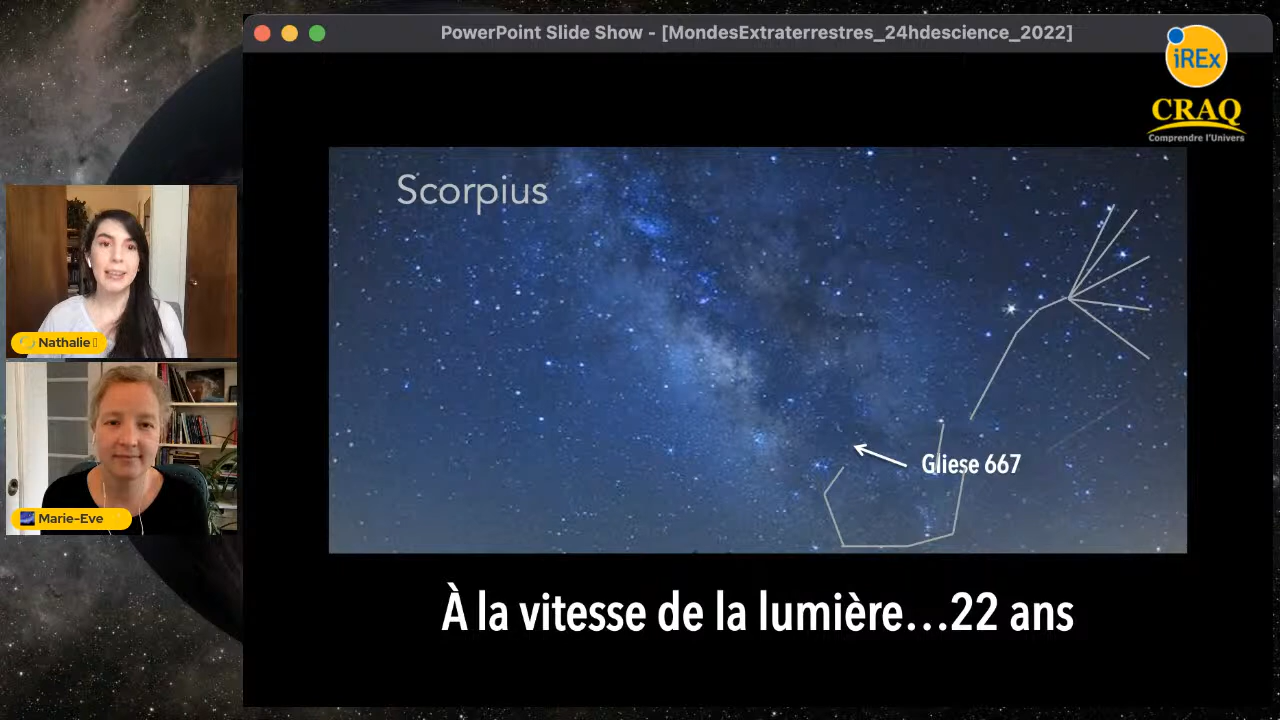 PowerPoint Slide Show - [MondesExtraterrestres_24hdescience_2022]
iREx
CRAQ
Comprendre l'Univers
Scorpius
Nathalie
Gliese 667
Marie-Eve
À la vitesse de la lumière...22 ans